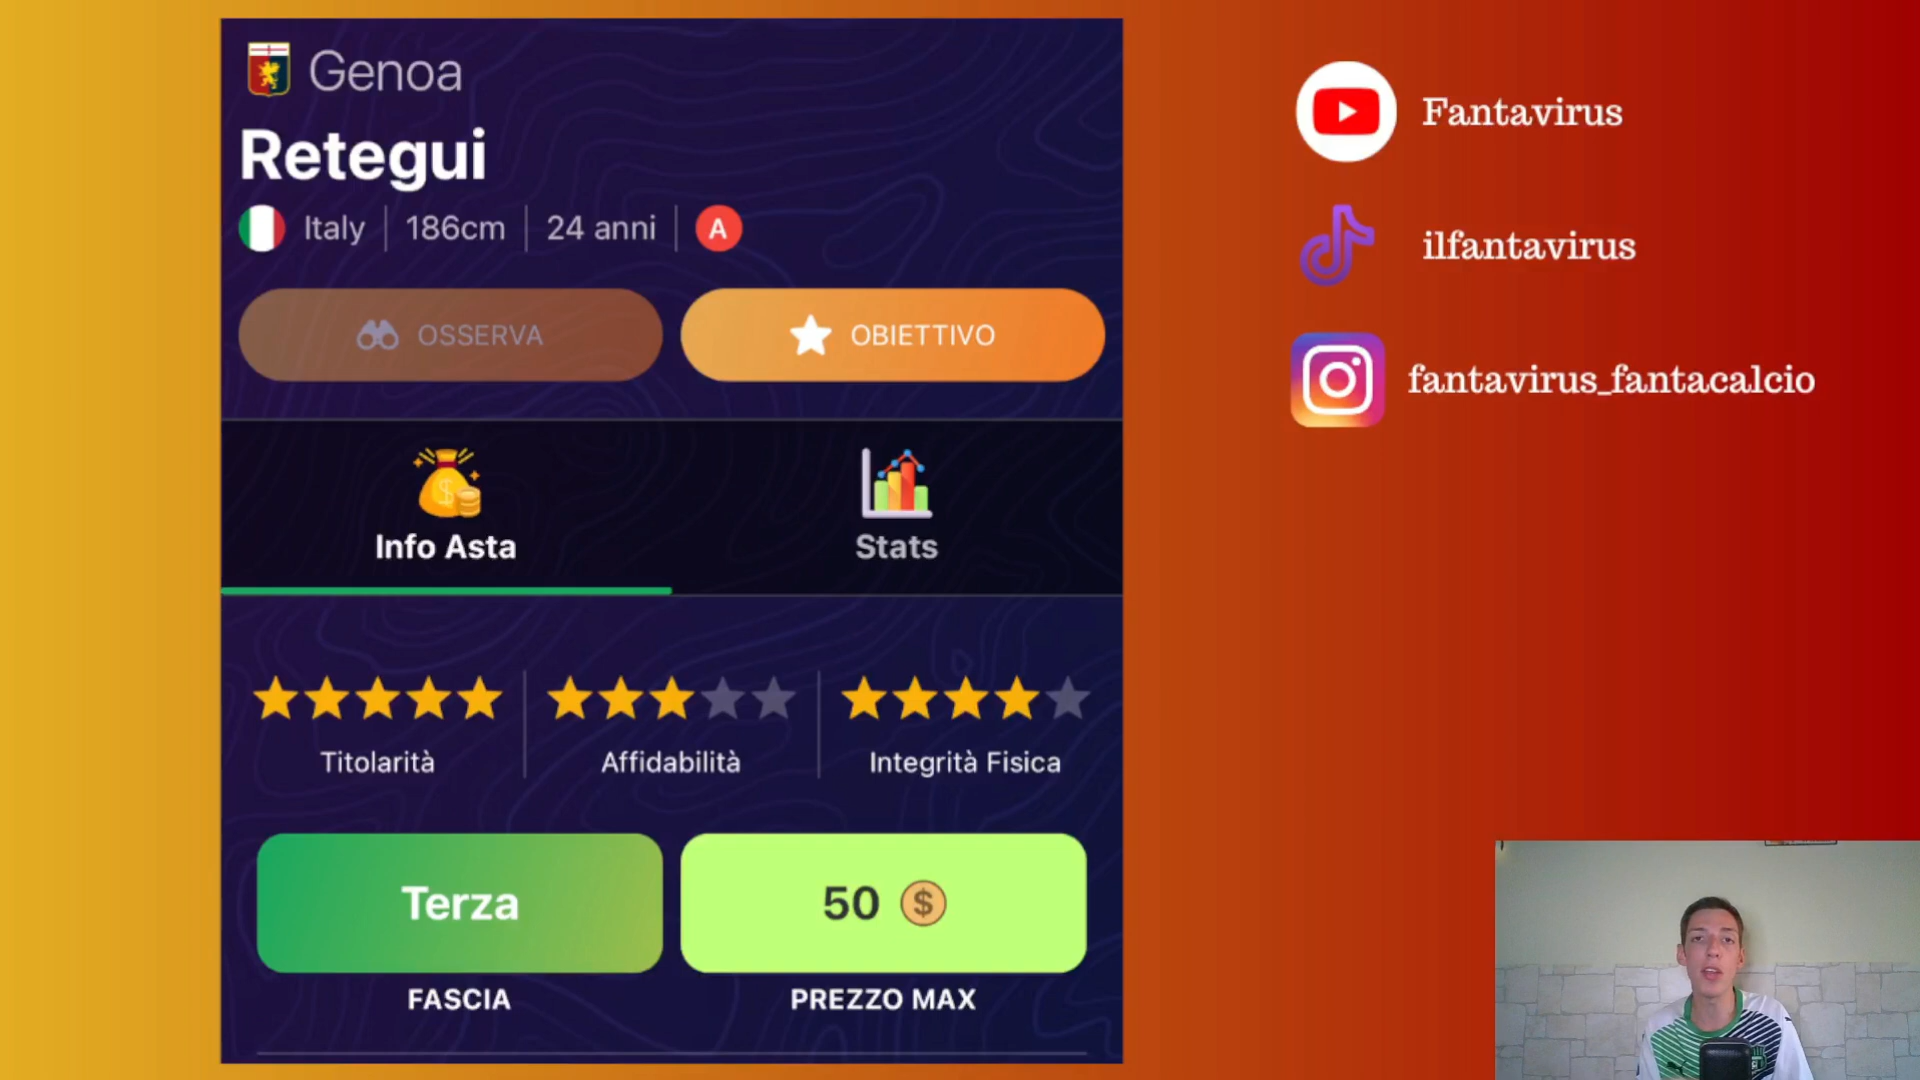 Genoa
Retegui
Italy 186cm 24 anni A
OSSERVA
OBIETTIVO
Info Asta
Stats
Titolarità
Affidabilità
Integrità Fisica
Terza
FASCIA
50 $
PREZZO MAX
Fantavirus
ilfantavirus
fantavirus_fantacalcio